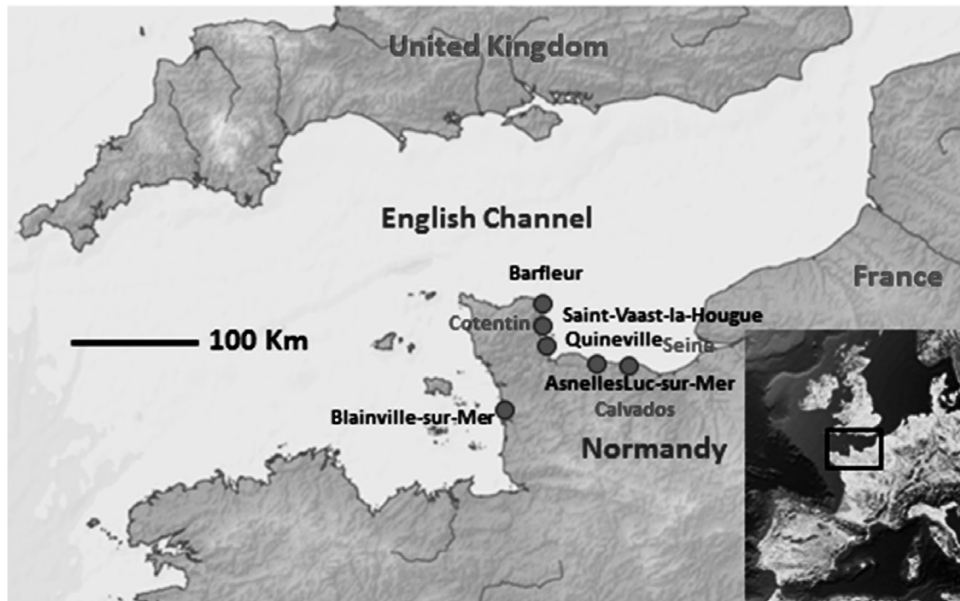 United Kingdom
English Channel
Barfleur
France
Cotentin
Saint-Vaast-la-Hougue
100 Km
Quineville
Seine
AsnellesLuc-sur-Mer
Blainville-sur-Mer
Calvados
Normandy